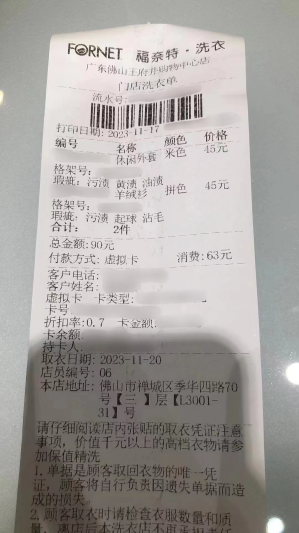 FORNET 福奈特·洗衣
广东佛山王府井购物中心店
门店洗衣单
流水号:
打印日期: 2023-11-17
编号 名称 颜色 价格
休闲外套 米色 45元
格架号:
瑕疵: 污渍 黄渍 油渍
羊绒衫 拼色 45元
格架号:
瑕疵: 污渍 起球 沾毛
合计: 2件
总金额: 90元
付款方式: 虚拟卡 消费: 63元
客户电话:
客户姓名:
虚拟卡 卡类型:
卡号
折扣率: 0.7 卡金额:
卡余额
持卡人:
取衣日期: 2023-11-20
店员编号: 06
本店地址: 佛山市禅城区季华四路70
号【三】层【L3001-
31】号
请仔细阅读店内张贴的取衣凭证注意
事项, 价值千元以上的高档衣物请参
加保值精洗
1. 单据是顾客取回衣物的唯一凭
证, 顾客将自行负责因遗失单据而造
成的损失
2. 顾客取衣时请检查衣服数量和质